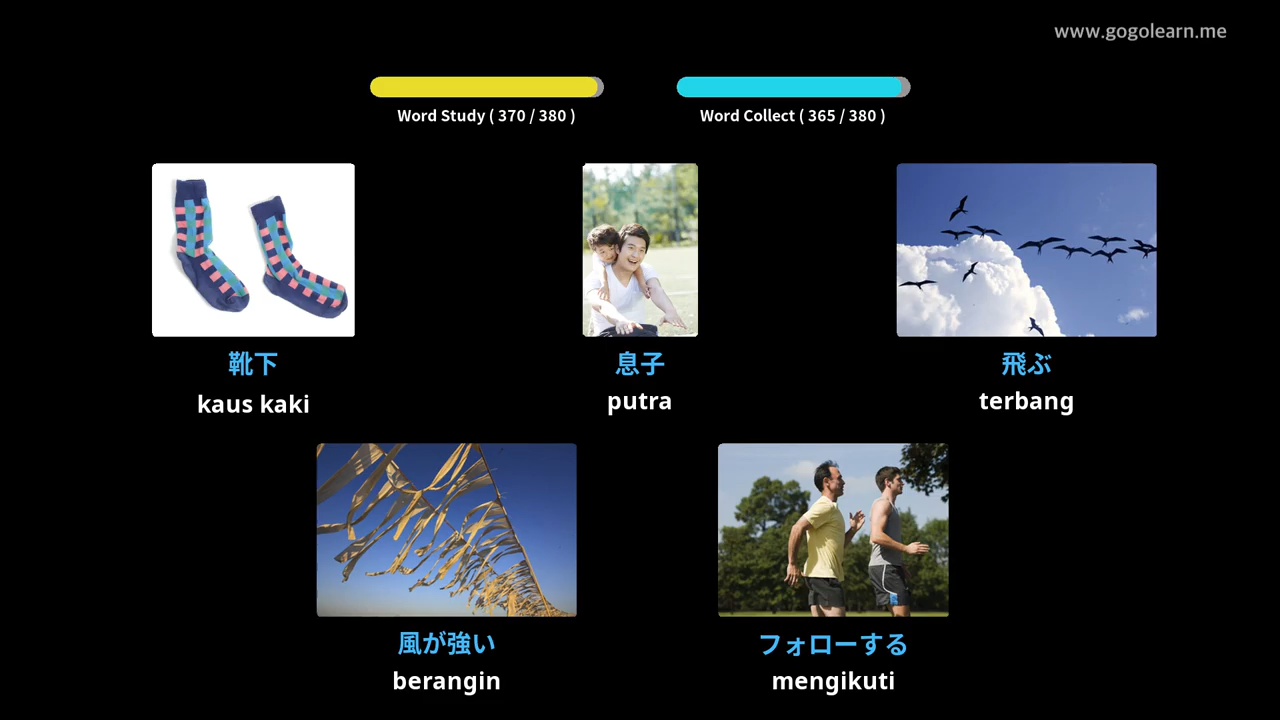 www.gogolearn.me
Word Study ( 370 / 380 )
Word Collect ( 365 / 380 )
靴下
kaus kaki
息子
putra
飛ぶ
terbang
風が強い
berangin
フォローする
mengikuti